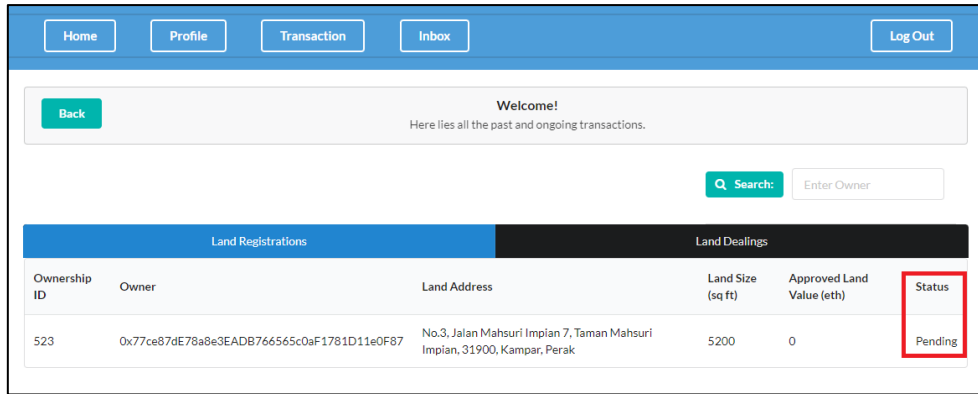 Home Profile Transaction Inbox Log Out
Back
Welcome!
Here lies all the past and ongoing transactions.
Search: Enter Owner
Land Registrations Land Dealings
Ownership ID Owner Land Address Land Size (sq ft) Approved Land Value (eth) Status
523 0x77ce87dE78a8e3EADB766565c0aF1781D11e0F87 No.3, Jalan Mahsuri Impian 7, Taman Mahsuri Impian, 31900, Kampar, Perak 5200 0 Pending